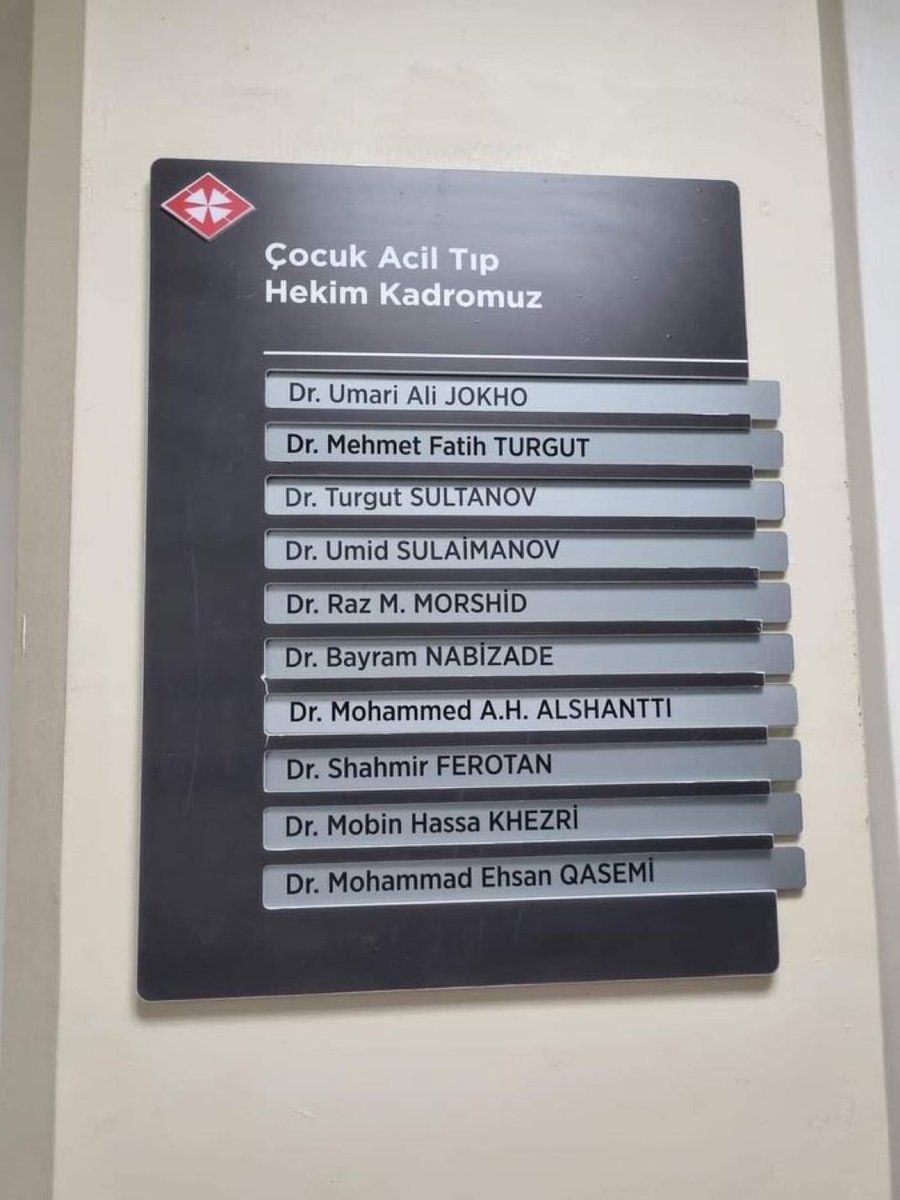 Çocuk Acil Tıp
Hekim Kadromuz
Dr. Umari Ali JOKHO
Dr. Mehmet Fatih TURGUT
Dr. Turgut SULTANOV
Dr. Umid SULAİMANOV
Dr. Raz M. MORSHİD
Dr. Bayram NABİZADE
Dr. Mohammed A.H. ALSHANTTI
Dr. Shahmir FEROTAN
Dr. Mobin Hassa KHEZRİ
Dr. Mohammad Ehsan QASEMİ